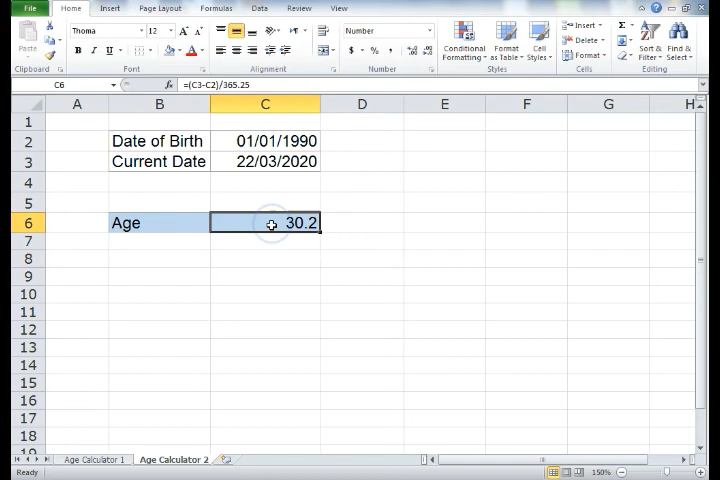 File Home Insert Page Layout Formulas Data Review View
Thoma 12 Number Insert Σ
Paste B I U A $ % , Conditional Format Cell Delete Sort & Find &
Formatting as Table Styles Format Filter Select
Clipboard Font Alignment Number Styles Cells Editing
C6 fx =(C3-C2)/365.25
A B C D E F G H
1
2 Date of Birth 01/01/1990
3 Current Date 22/03/2020
4
5
6 Age 30.2
7
8
9
10
11
12
13
14
15
16
17
18
19
Age Calculator 1 Age Calculator 2
Ready 150%